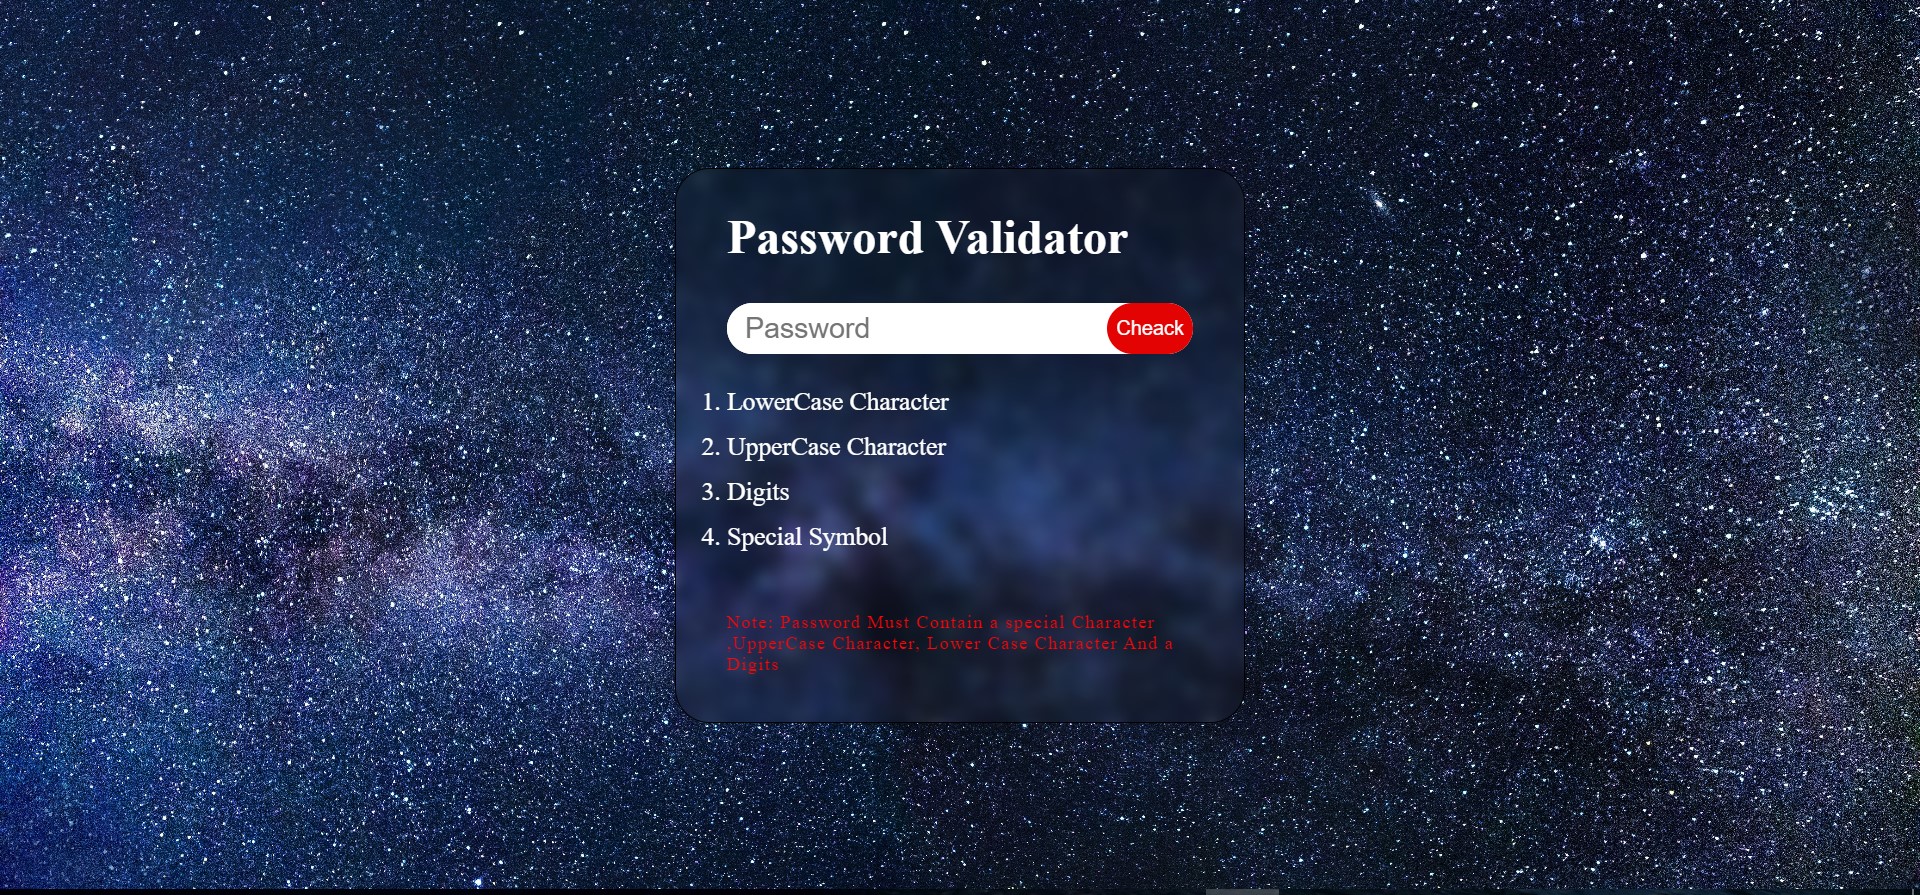 Password Validator
Password
Cheack
1. LowerCase Character
2. UpperCase Character
3. Digits
4. Special Symbol
Note: Password Must Contain a special Character
,UpperCase Character, Lower Case Character And a
Digits